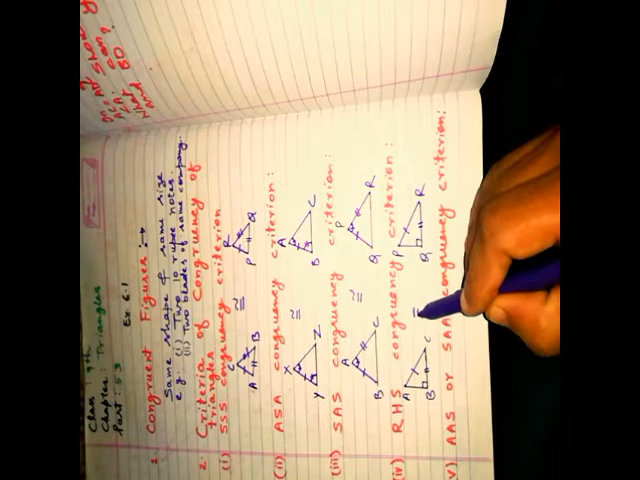 Class : 9th
Chapter : Triangles
Part : 53
Ex. 6.1
1. Congruent Figures :→
Same shape & same size
e.g. (i) Two 10 rupee notes.
(ii) Two blades of same company.
2. Criteria of Congruency of
triangles
(i) SSS congruency criterion
C R
A B ≅ P Q
(ii) ASA congruency criterion:
X A
Y Z ≅ B C
(iii) SAS congruency criterion:
A P
B C ≅ Q R
(iv) RHS congruency criterion:
A P
B C ≅ Q R
(v) AAS or SAA congruency criterion: